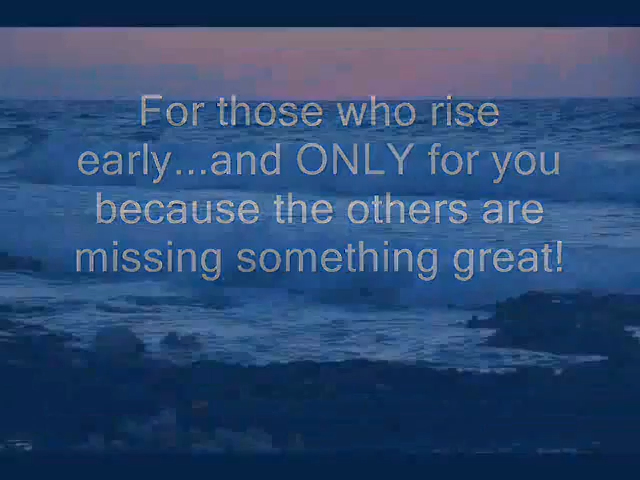 For those who rise
early...and ONLY for you
because the others are
missing something great!